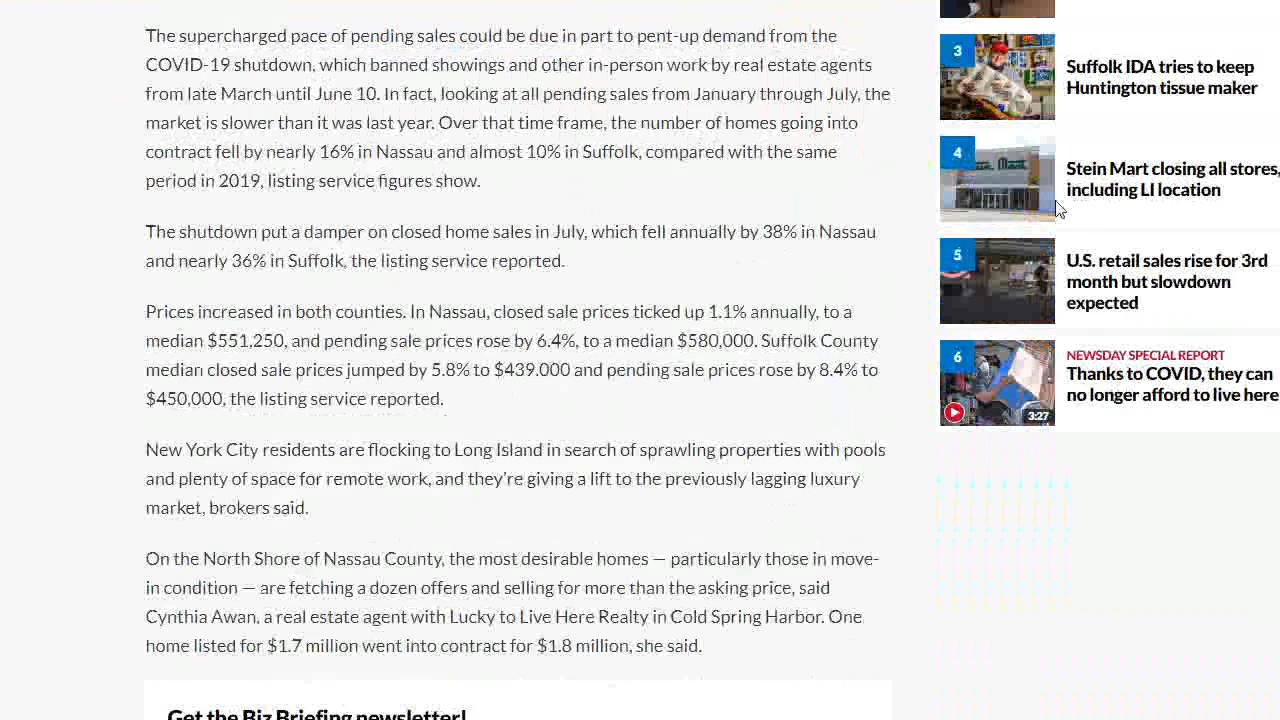 The supercharged pace of pending sales could be due in part to pent-up demand from the
COVID-19 shutdown, which banned showings and other in-person work by real estate agents
from late March until June 10. In fact, looking at all pending sales from January through July, the
market is slower than it was last year. Over that time frame, the number of homes going into
contract fell by nearly 16% in Nassau and almost 10% in Suffolk, compared with the same
period in 2019, listing service figures show.
The shutdown put a damper on closed home sales in July, which fell annually by 38% in Nassau
and nearly 36% in Suffolk, the listing service reported.
Prices increased in both counties. In Nassau, closed sale prices ticked up 1.1% annually, to a
median $551,250, and pending sale prices rose by 6.4%, to a median $580,000. Suffolk County
median closed sale prices jumped by 5.8% to $439.000 and pending sale prices rose by 8.4% to
$450,000, the listing service reported.
New York City residents are flocking to Long Island in search of sprawling properties with pools
and plenty of space for remote work, and they're giving a lift to the previously lagging luxury
market, brokers said.
On the North Shore of Nassau County, the most desirable homes — particularly those in move-
in condition — are fetching a dozen offers and selling for more than the asking price, said
Cynthia Awan, a real estate agent with Lucky to Live Here Realty in Cold Spring Harbor. One
home listed for $1.7 million went into contract for $1.8 million, she said.
Get the Biz Briefing newsletter!
3
Suffolk IDA tries to keep
Huntington tissue maker
4
Stein Mart closing all stores,
including LI location
5
U.S. retail sales rise for 3rd
month but slowdown
expected
6
NEWSDAY SPECIAL REPORT
Thanks to COVID, they can
no longer afford to live here
3:27